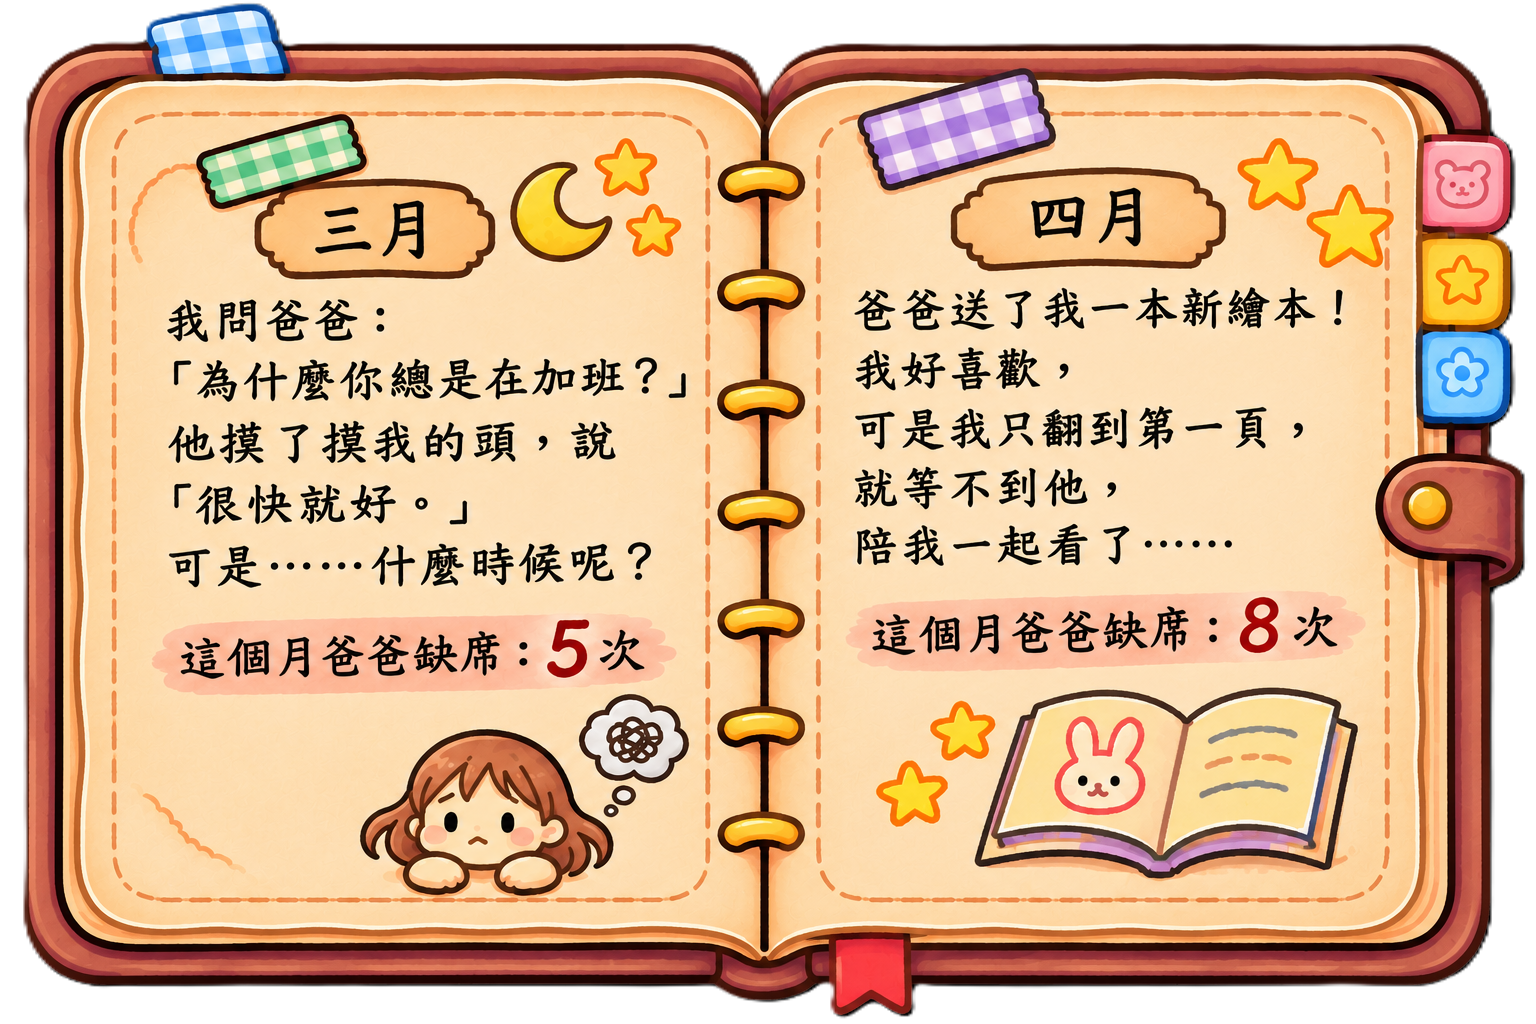 三月
我問爸爸：
「為什麼你總是在加班？」
他摸了摸我的頭，說
「很快就好。」
可是……什麼時候呢？
這個月爸爸缺席：5次
四月
爸爸送了我一本新繪本！
我好喜歡，
可是我只翻到第一頁，
就等不到他，
陪我一起看了……
這個月爸爸缺席：8次